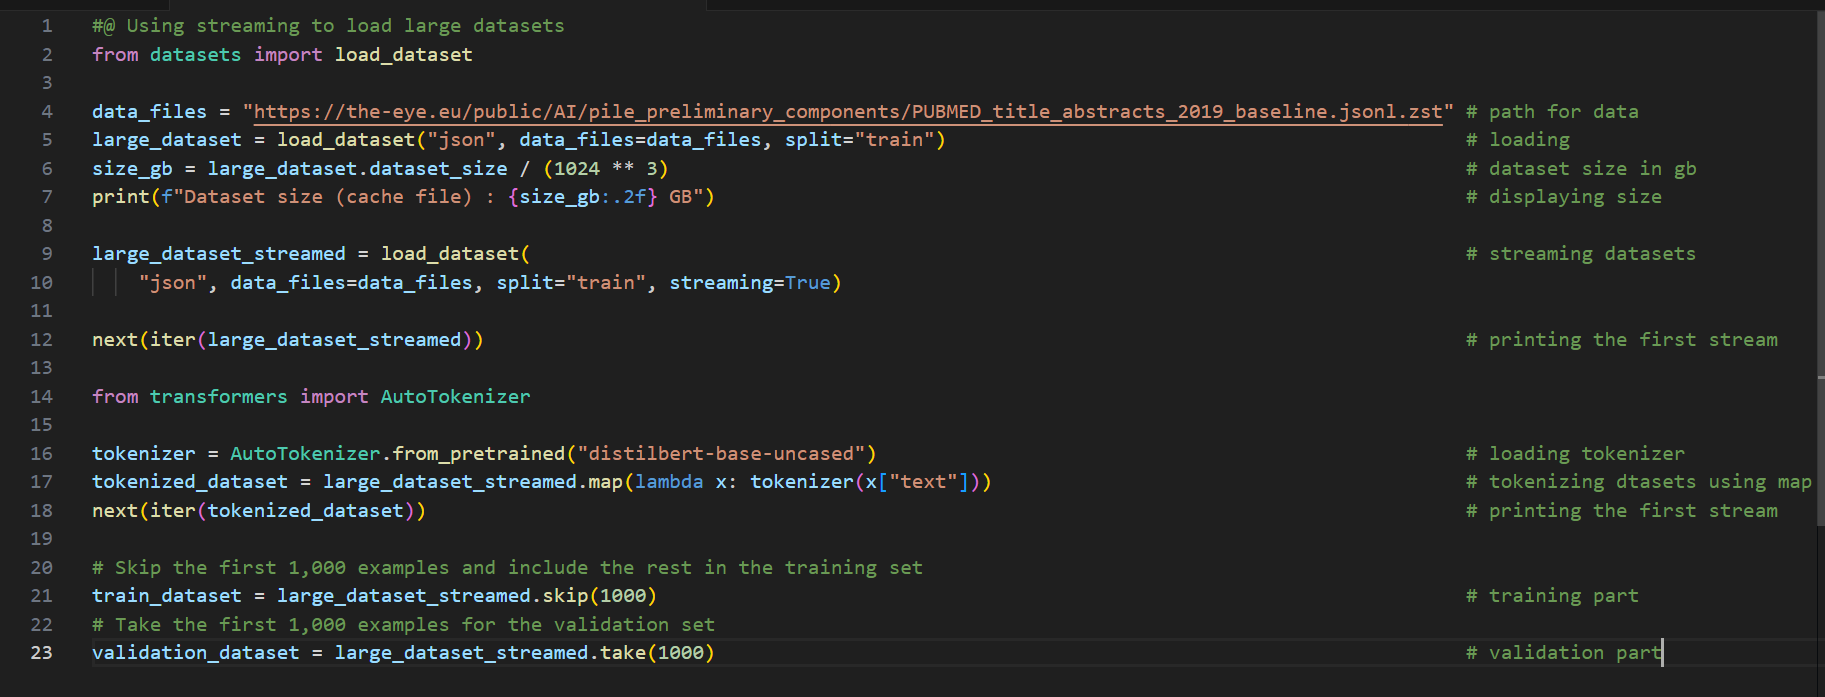 1 #@ Using streaming to load large datasets
2 from datasets import load_dataset
3
4 data_files = "https://the-eye.eu/public/AI/pile_preliminary_components/PUBMED_title_abstracts_2019_baseline.jsonl.zst" # path for data
5 large_dataset = load_dataset("json", data_files=data_files, split="train") # loading
6 size_gb = large_dataset.dataset_size / (1024 ** 3) # dataset size in gb
7 print(f"Dataset size (cache file) : {size_gb:.2f} GB") # displaying size
8
9 large_dataset_streamed = load_dataset( # streaming datasets
10     "json", data_files=data_files, split="train", streaming=True)
11
12 next(iter(large_dataset_streamed)) # printing the first stream
13
14 from transformers import AutoTokenizer
15
16 tokenizer = AutoTokenizer.from_pretrained("distilbert-base-uncased") # loading tokenizer
17 tokenized_dataset = large_dataset_streamed.map(lambda x: tokenizer(x["text"])) # tokenizing dtasets using map
18 next(iter(tokenized_dataset)) # printing the first stream
19
20 # Skip the first 1,000 examples and include the rest in the training set
21 train_dataset = large_dataset_streamed.skip(1000) # training part
22 # Take the first 1,000 examples for the validation set
23 validation_dataset = large_dataset_streamed.take(1000) # validation part